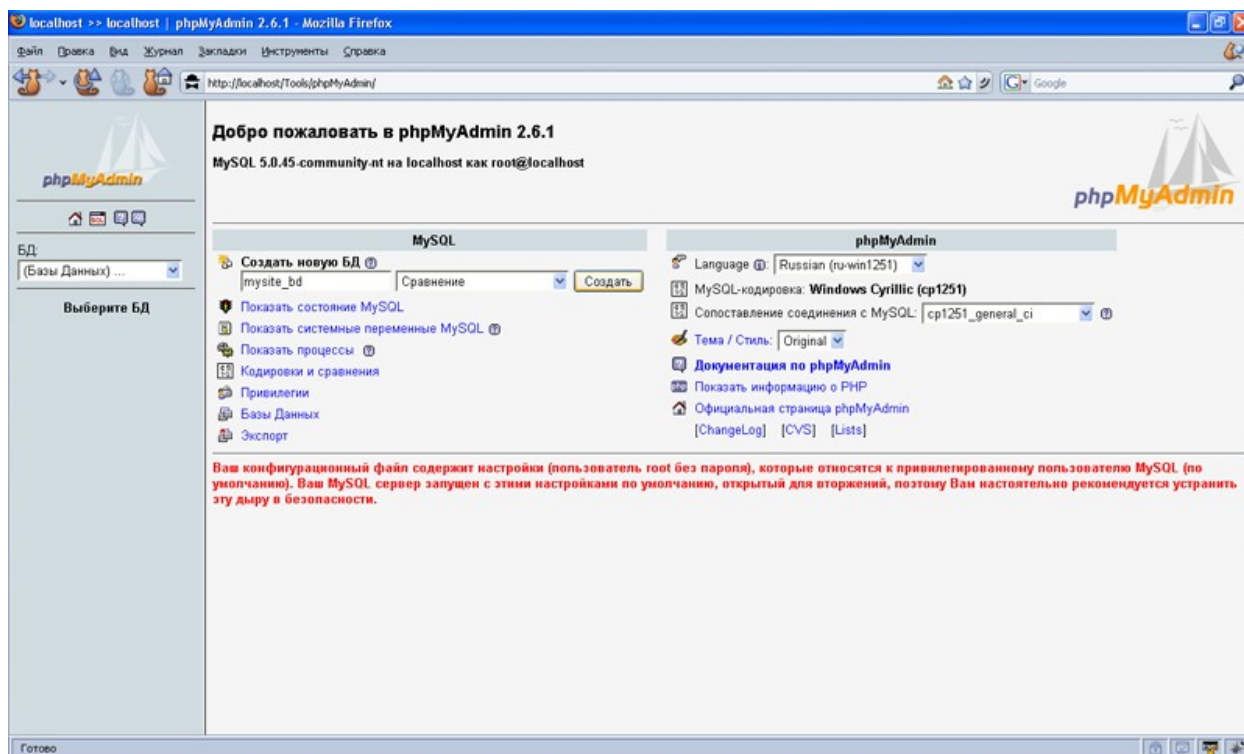 localhost >> localhost | phpMyAdmin 2.6.1 - Mozilla Firefox
Файл Правка Вид Журнал Закладки Инструменты Справка
http://localhost/Tools/phpMyAdmin/ Google
phpMyAdmin
БД:
(Базы Данных) ...
Выберите БД
Добро пожаловать в phpMyAdmin 2.6.1
MySQL 5.0.45-community-nt на localhost как root@localhost
phpMyAdmin
MySQL
Создать новую БД
mysite_bd Сравнение Создать
Показать состояние MySQL
Показать системные переменные MySQL
Показать процессы
Кодировки и сравнения
Привилегии
Базы Данных
Экспорт
phpMyAdmin
Language: Russian (ru-win1251)
MySQL-кодировка: Windows Cyrillic (cp1251)
Сопоставление соединения с MySQL: cp1251_general_ci
Тема / Стиль: Original
Документация по phpMyAdmin
Показать информацию о PHP
Официальная страница phpMyAdmin
[ChangeLog] [CVS] [Lists]
Ваш конфигурационный файл содержит настройки (пользователь root без пароля), которые относятся к привилегированному пользователю MySQL (по
умолчанию). Ваш MySQL сервер запущен с этими настройками по умолчанию, открытый для вторжений, поэтому Вам настоятельно рекомендуется устранить
эту дыру в безопасности.
Готово